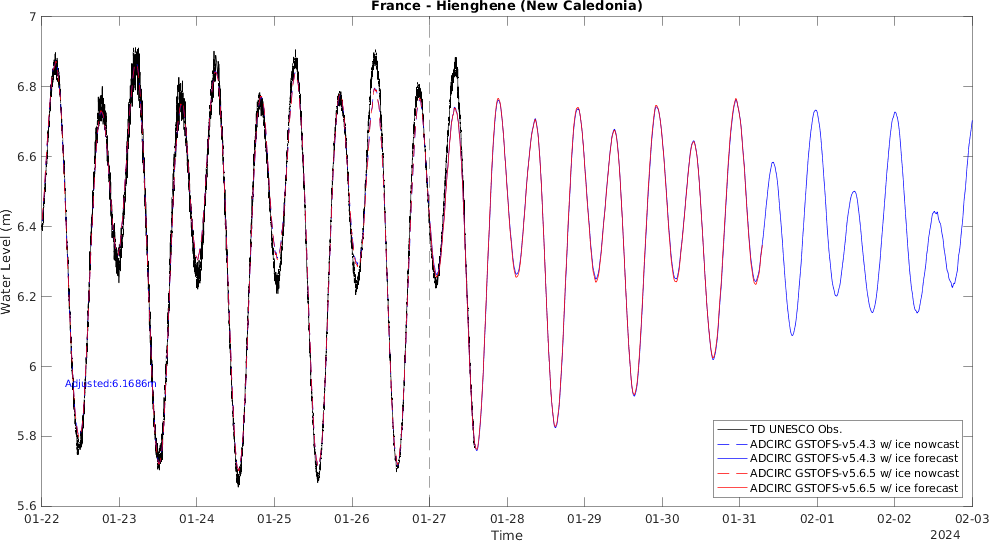 France - Hienghene (New Caledonia)
7
6.8
6.6
6.4
6.2
6
5.8
5.6
Water Level (m)
Adjusted:6.1686m
TD UNESCO Obs.
ADCIRC GSTOFS-v5.4.3 w/ ice nowcast
ADCIRC GSTOFS-v5.4.3 w/ ice forecast
ADCIRC GSTOFS-v5.6.5 w/ ice nowcast
ADCIRC GSTOFS-v5.6.5 w/ ice forecast
01-22 01-23 01-24 01-25 01-26 01-27 01-28 01-29 01-30 01-31 02-01 02-02 02-03
Time
2024